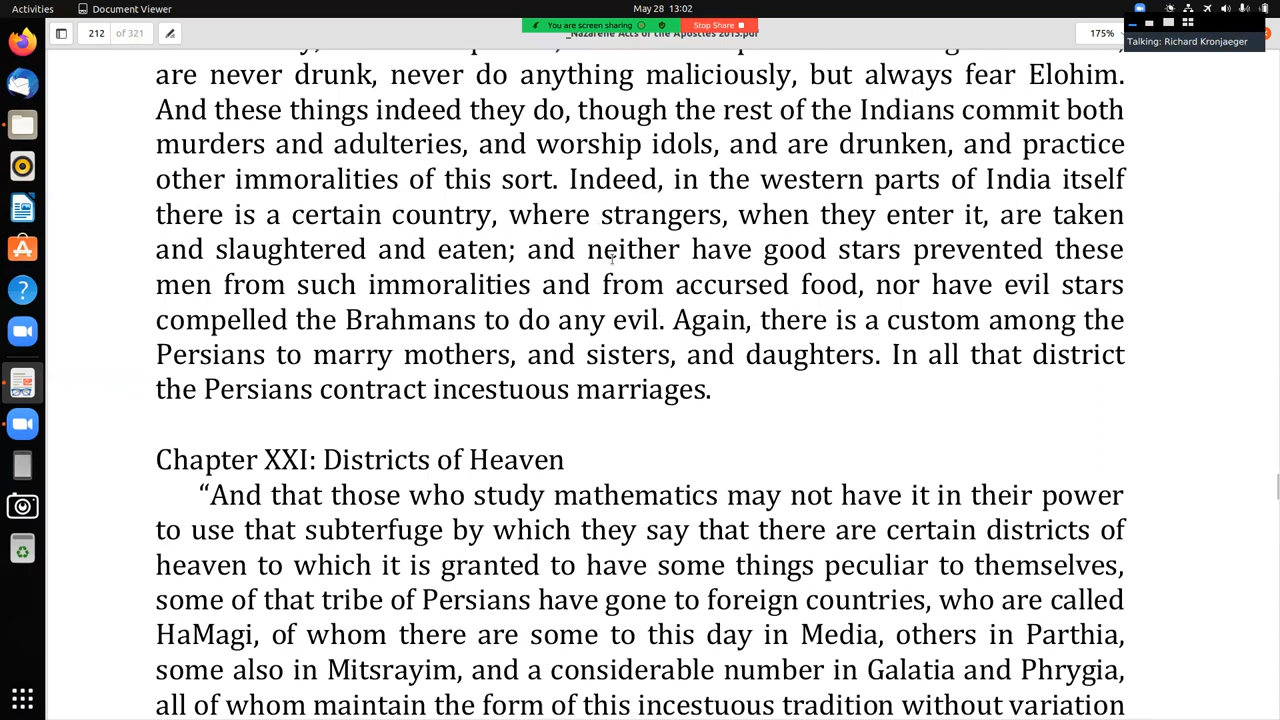 Activities
Document Viewer
May 28 13:02
You are screen sharing
Stop Share
212 of 321
_Nazarene Acts of the Apostles 2013.pdf
175%
Talking: Richard Kronjaeger
are never drunk, never do anything maliciously, but always fear Elohim.
And these things indeed they do, though the rest of the Indians commit both
murders and adulteries, and worship idols, and are drunken, and practice
other immoralities of this sort. Indeed, in the western parts of India itself
there is a certain country, where strangers, when they enter it, are taken
and slaughtered and eaten; and neither have good stars prevented these
men from such immoralities and from accursed food, nor have evil stars
compelled the Brahmans to do any evil. Again, there is a custom among the
Persians to marry mothers, and sisters, and daughters. In all that district
the Persians contract incestuous marriages.
Chapter XXI: Districts of Heaven
“And that those who study mathematics may not have it in their power
to use that subterfuge by which they say that there are certain districts of
heaven to which it is granted to have some things peculiar to themselves,
some of that tribe of Persians have gone to foreign countries, who are called
HaMagi, of whom there are some to this day in Media, others in Parthia,
some also in Mitsrayim, and a considerable number in Galatia and Phrygia,
all of whom maintain the form of this incestuous tradition without variation